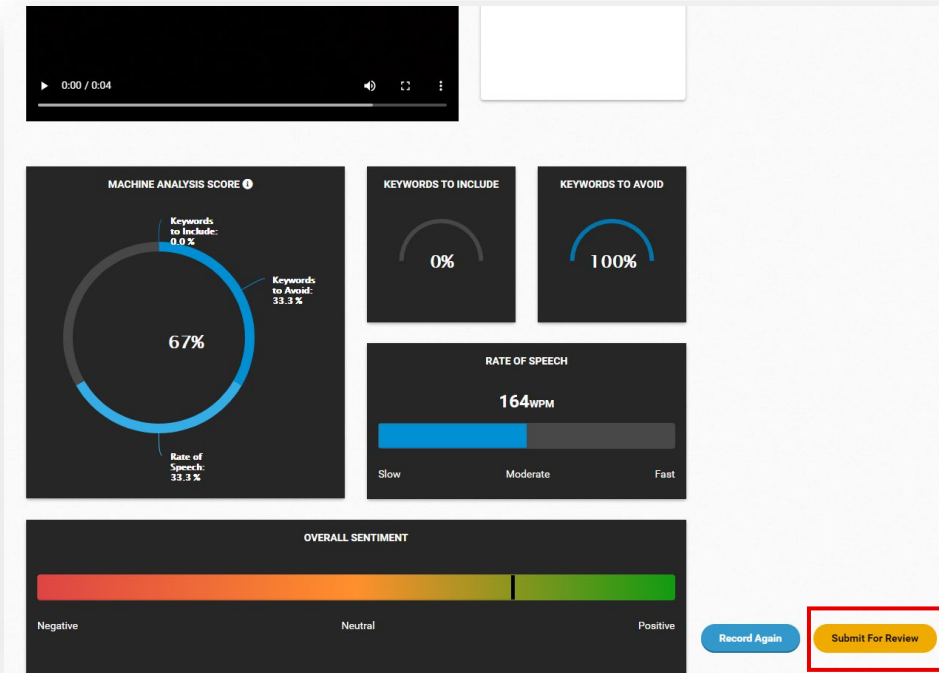 0:00 / 0:04
MACHINE ANALYSIS SCORE
Keywords
to Include:
0.0 %
Keywords
to Avoid:
33.3 %
67%
Rate of
Speech:
33.3 %
KEYWORDS TO INCLUDE
0%
KEYWORDS TO AVOID
100%
RATE OF SPEECH
164WPM
Slow Moderate Fast
OVERALL SENTIMENT
Negative Neutral Positive
Record Again
Submit For Review